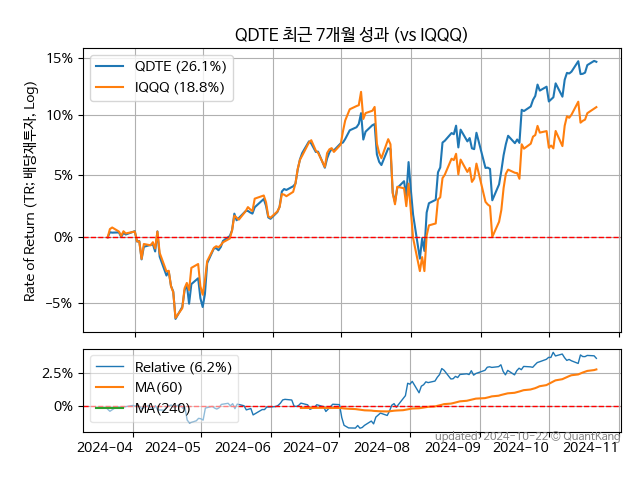 QDTE 최근 7개월 성과 (vs IQQQ)
Rate of Return (TR: 배당재투자, Log)
15%
10%
5%
0%
−5%
QDTE (26.1%)
IQQQ (18.8%)
2.5%
0%
Relative (6.2%)
MA(60)
MA(240)
updated: 2024-10-22 © QuantKang
2024-04 2024-05 2024-06 2024-07 2024-08 2024-09 2024-10 2024-11